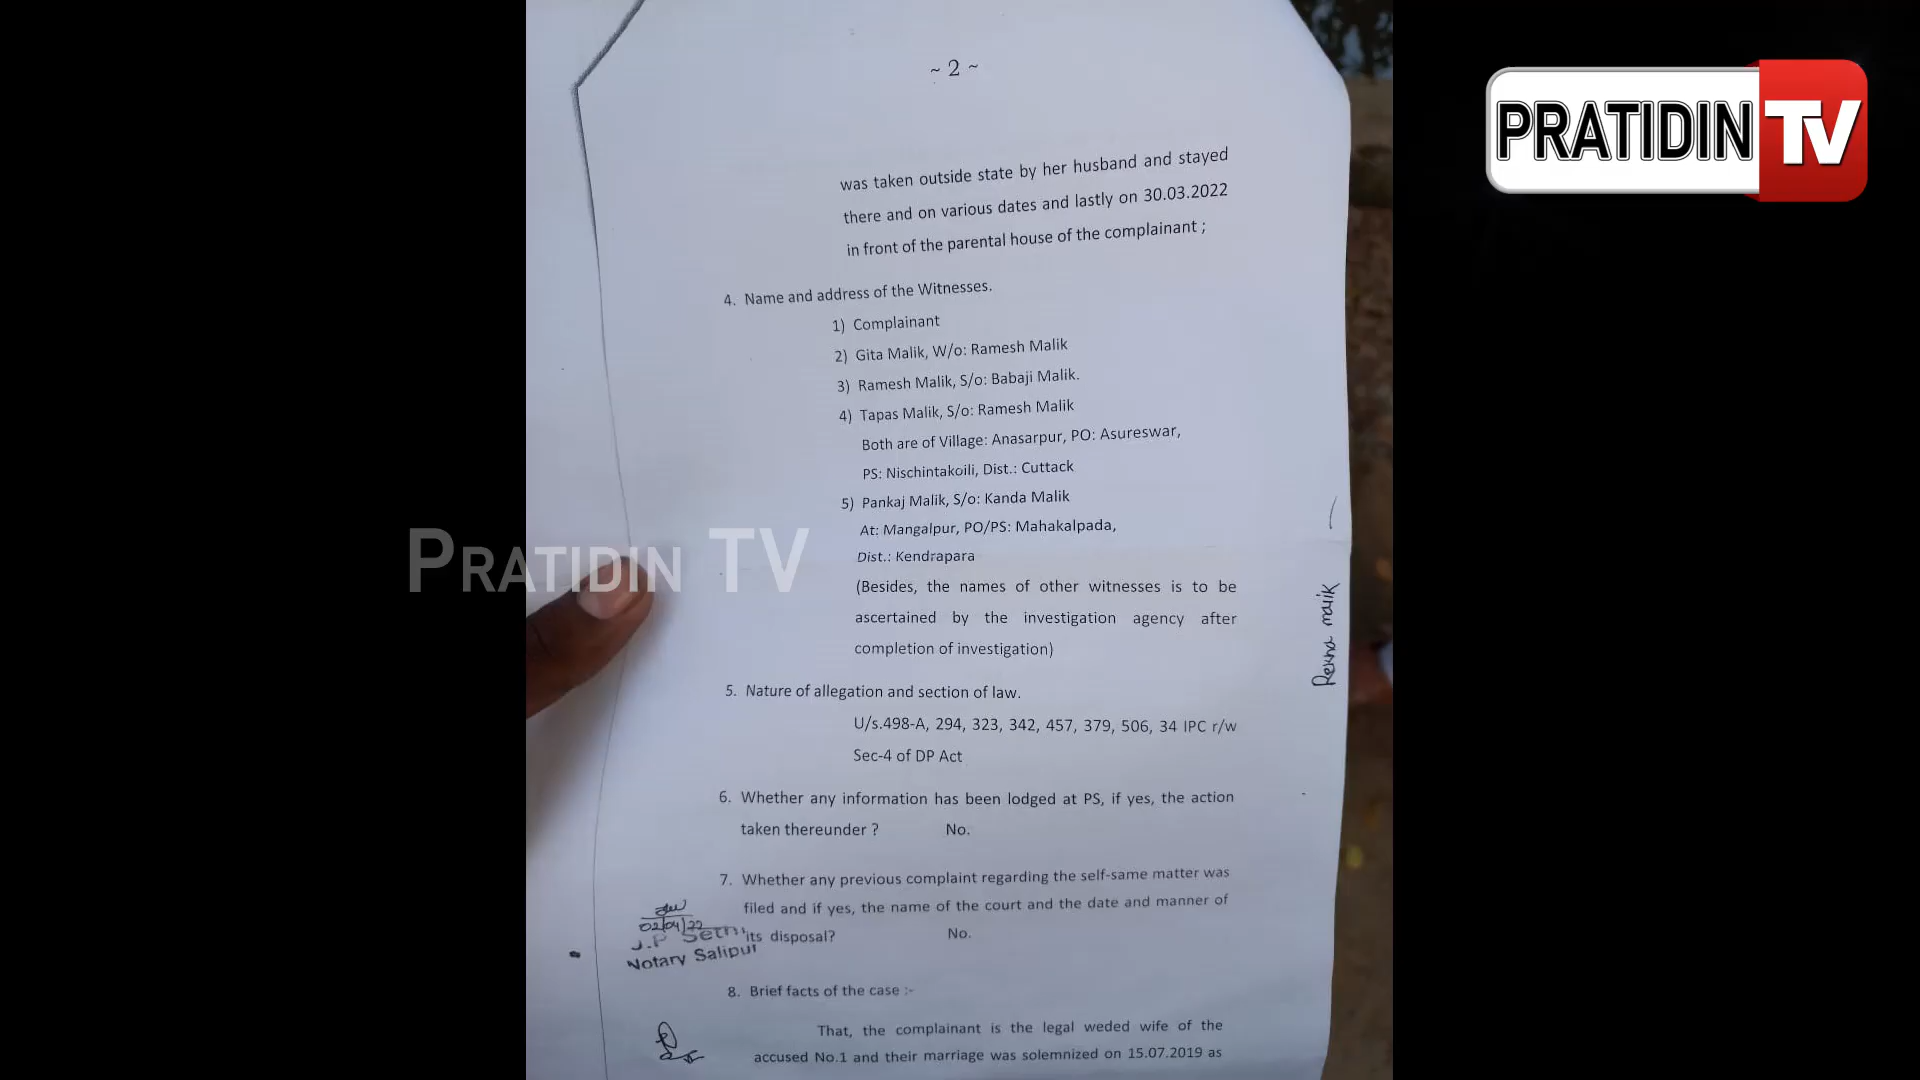 ~ 2 ~
PRATIDIN TV
was taken outside state by her husband and stayed
there and on various dates and lastly on 30.03.2022
in front of the parental house of the complainant ;
4. Name and address of the Witnesses.
1) Complainant
2) Gita Malik, W/o: Ramesh Malik
3) Ramesh Malik, S/o: Babaji Malik.
4) Tapas Malik, S/o: Ramesh Malik
Both are of Village: Anasarpur, PO: Asureswar,
PS: Nischintakoili, Dist.: Cuttack
5) Pankaj Malik, S/o: Kanda Malik
At: Mangalpur, PO/PS: Mahakalpada,
Dist.: Kendrapara
PRATIDIN TV
(Besides, the names of other witnesses is to be
ascertained by the investigation agency after
completion of investigation)
Rekha malik
5. Nature of allegation and section of law.
U/s.498-A, 294, 323, 342, 457, 379, 506, 34 IPC r/w
Sec-4 of DP Act
6. Whether any information has been lodged at PS, if yes, the action
taken thereunder ? No.
7. Whether any previous complaint regarding the self-same matter was
filed and if yes, the name of the court and the date and manner of
its disposal? No.
02/04/22
J.P Sethi
Notary Salipur
8. Brief facts of the case :-
That, the complainant is the legal weded wife of the
accused No.1 and their marriage was solemnized on 15.07.2019 as